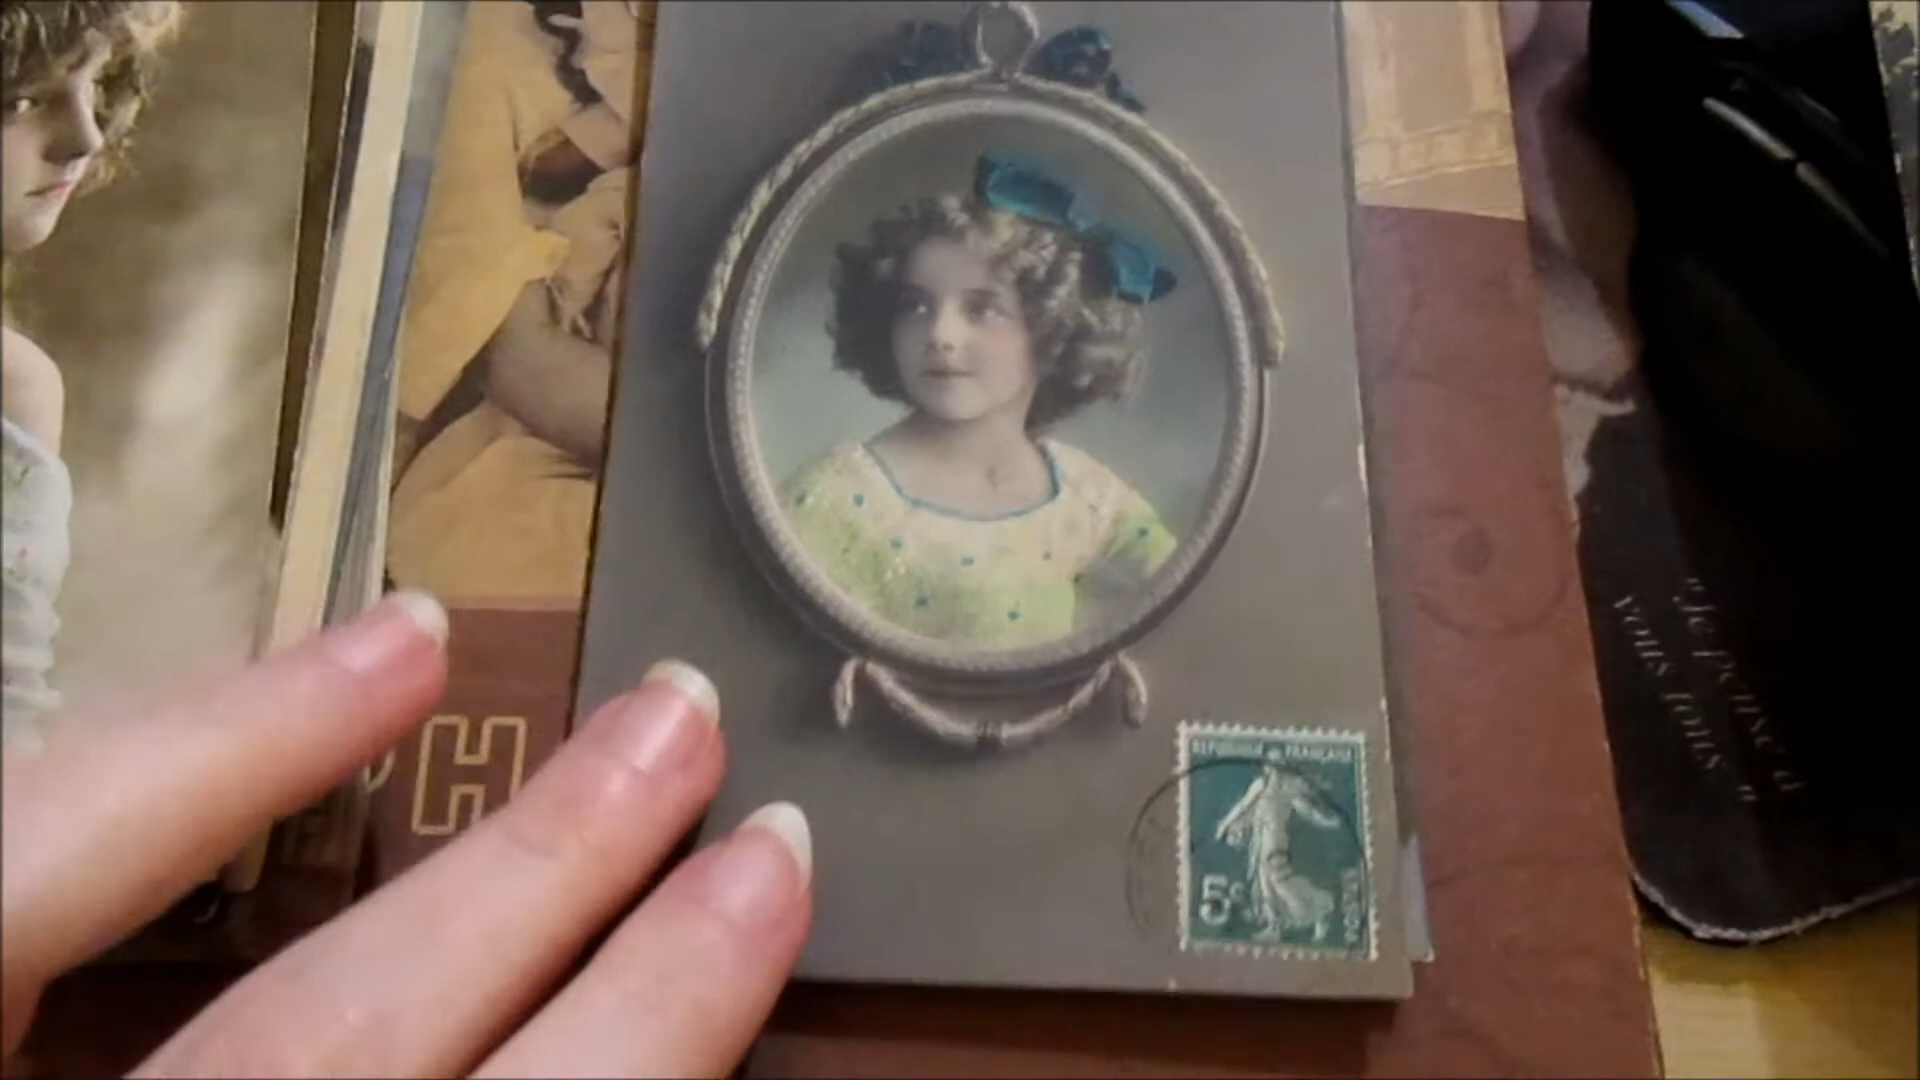 H
REPUBLIQUE FRANÇAISE
5c
"Je pense à
vous tous"